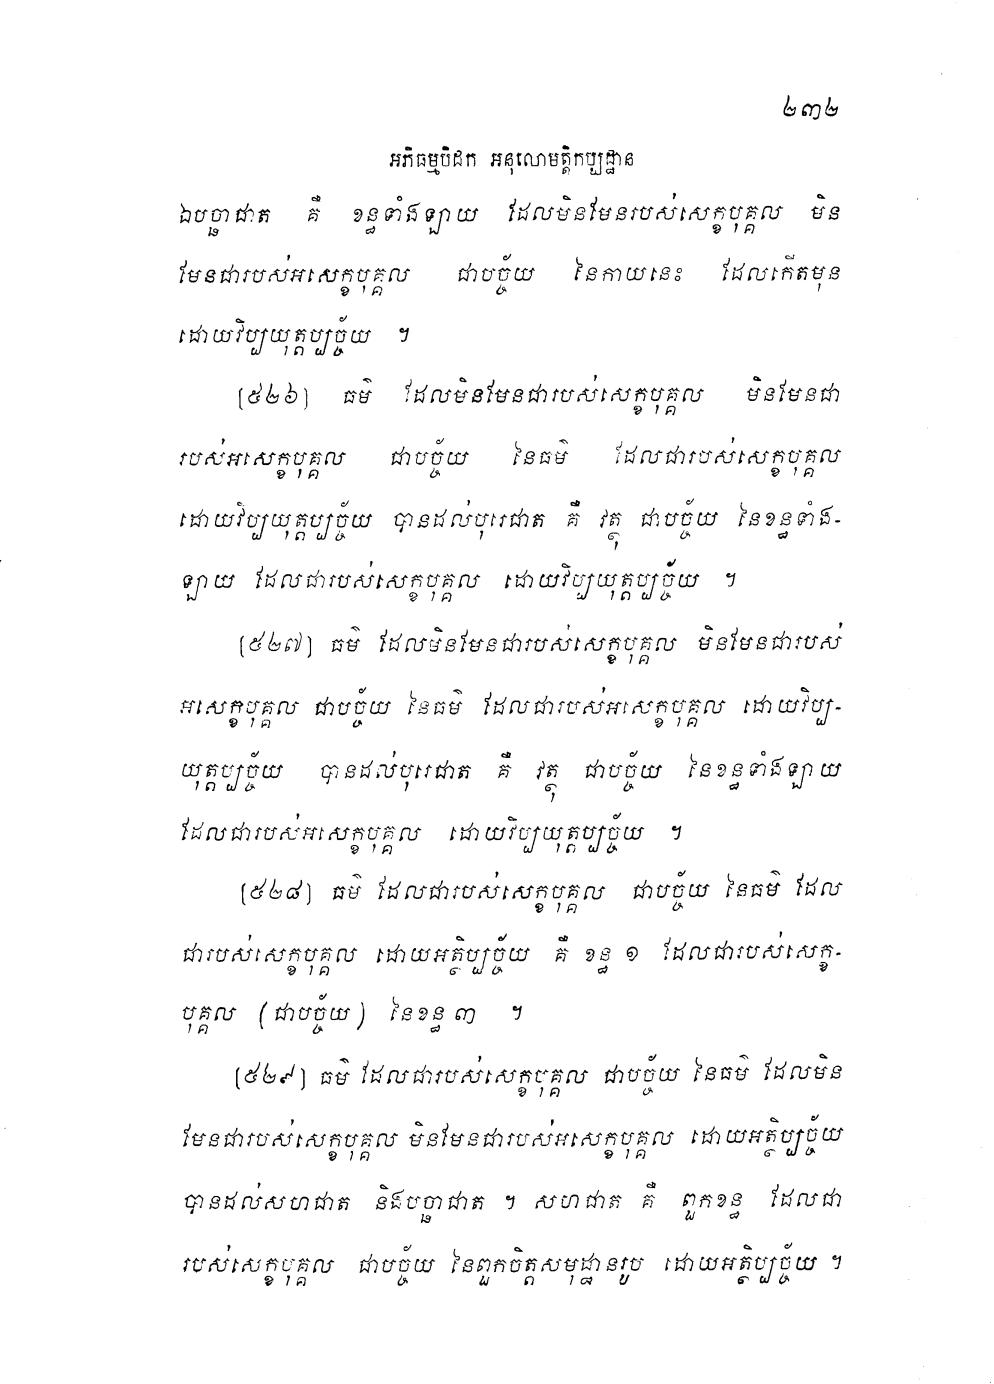 ២៣២
អភិធម្មបិដក អនុលោមត្តិកប្បដ្ឋាន
ឯបច្ឆាជាត គឺ ខន្ធទាំងឡាយ ដែលមិនមែនរបស់សេក្ខបុគ្គល មិន
មែនជារបស់អសេក្ខបុគ្គល ជាបច្ច័យ នៃកាយនេះ ដែលកើតមុន
ដោយវិប្បយុត្តប្បច្ច័យ ។
(៥២៦) ធម៌ ដែលមិនមែនជារបស់សេក្ខបុគ្គល មិនមែនជា
របស់អសេក្ខបុគ្គល ជាបច្ច័យ នៃធម៌ ដែលជារបស់សេក្ខបុគ្គល
ដោយវិប្បយុត្តប្បច្ច័យ បានដល់បុរេជាត គឺ វត្ថុ ជាបច្ច័យ នៃខន្ធទាំង-
ឡាយ ដែលជារបស់សេក្ខបុគ្គល ដោយវិប្បយុត្តប្បច្ច័យ ។
(៥២៧) ធម៌ ដែលមិនមែនជារបស់សេក្ខបុគ្គល មិនមែនជារបស់
អសេក្ខបុគ្គល ជាបច្ច័យ នៃធម៌ ដែលជារបស់អសេក្ខបុគ្គល ដោយវិប្ប-
យុត្តប្បច្ច័យ បានដល់បុរេជាត គឺ វត្ថុ ជាបច្ច័យ នៃខន្ធទាំងឡាយ
ដែលជារបស់អសេក្ខបុគ្គល ដោយវិប្បយុត្តប្បច្ច័យ ។
(៥២៨) ធម៌ ដែលជារបស់សេក្ខបុគ្គល ជាបច្ច័យ នៃធម៌ ដែល
ជារបស់សេក្ខបុគ្គល ដោយអត្ថិប្បច្ច័យ គឺ ខន្ធ ១ ដែលជារបស់សេក្ខ-
បុគ្គល (ជាបច្ច័យ) នៃខន្ធ ៣ ។
(៥២៩) ធម៌ ដែលជារបស់សេក្ខបុគ្គល ជាបច្ច័យ នៃធម៌ ដែលមិន
មែនជារបស់សេក្ខបុគ្គល មិនមែនជារបស់អសេក្ខបុគ្គល ដោយអត្ថិប្បច្ច័យ
បានដល់សហជាត និងបច្ឆាជាត ។ សហជាត គឺ ពួកខន្ធ ដែលជា
របស់សេក្ខបុគ្គល ជាបច្ច័យ នៃពួកចិត្តសមុដ្ឋានរូប ដោយអត្ថិប្បច្ច័យ ។